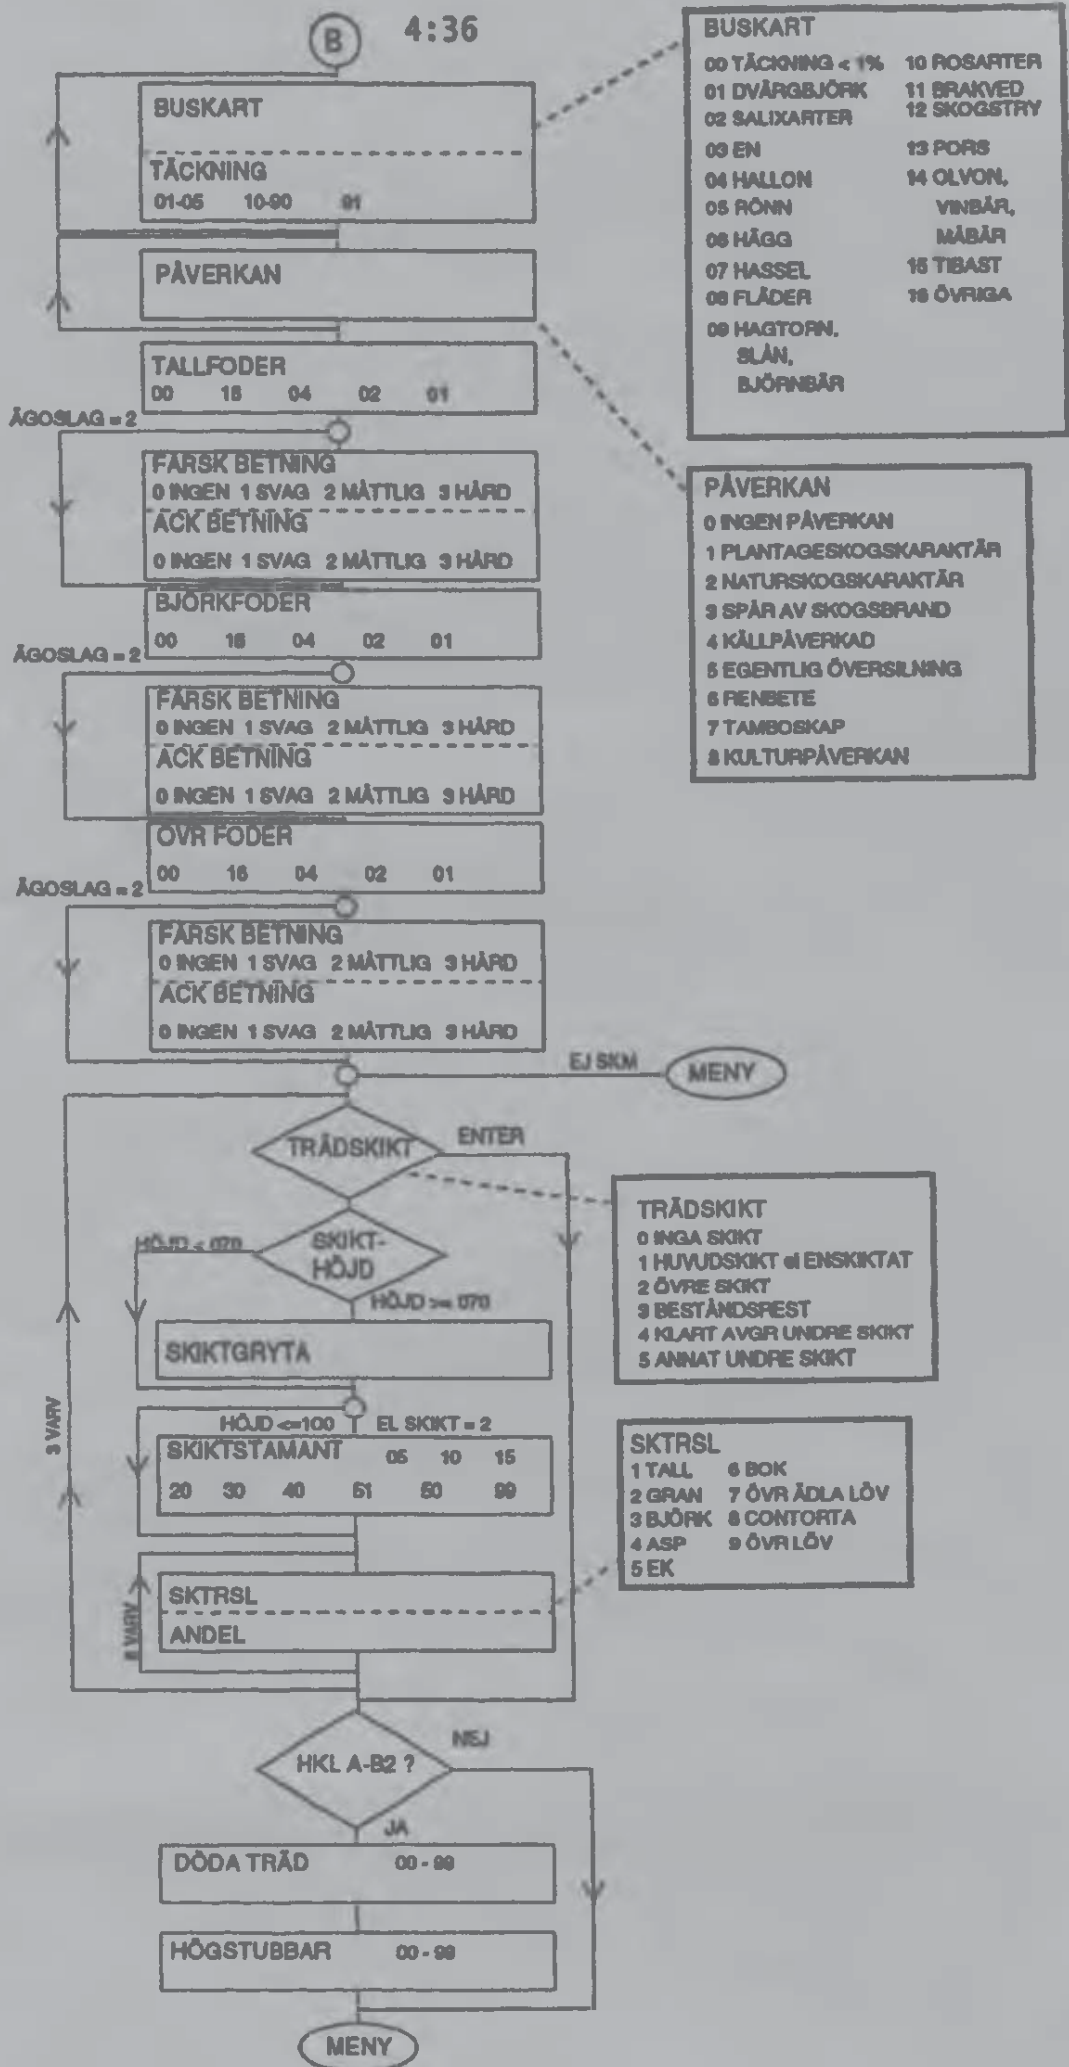 4:36
B
BUSKART
TÄCKNING
01-05 10-90 91
PÅVERKAN
TALLFODER
00 16 04 02 01
ÄGOSLAG = 2
FÄRSK BETNING
0 INGEN 1 SVAG 2 MÅTTLIG 3 HÅRD
ACK BETNING
0 INGEN 1 SVAG 2 MÅTTLIG 3 HÅRD
BJÖRKFODER
00 16 04 02 01
ÄGOSLAG = 2
FÄRSK BETNING
0 INGEN 1 SVAG 2 MÅTTLIG 3 HÅRD
ACK BETNING
0 INGEN 1 SVAG 2 MÅTTLIG 3 HÅRD
ÖVR FODER
00 16 04 02 01
ÄGOSLAG = 2
FÄRSK BETNING
0 INGEN 1 SVAG 2 MÅTTLIG 3 HÅRD
ACK BETNING
0 INGEN 1 SVAG 2 MÅTTLIG 3 HÅRD
EJ SKM
MENY
TRÄDSKIKT
ENTER
SKIKT-
HÖJD
HÖJD < 070
HÖJD >= 070
SKIKTGRYTA
HÖJD <=100 EL SKIKT = 2
SKIKTSTAMANT 05 10 15
20 30 40 51 50 99
SKTRSL
ANDEL
3 VARV
VARV
HKL A-B2 ?
NEJ
JA
DÖDA TRÄD 00 - 99
HÖGSTUBBAR 00 - 99
MENY
BUSKART
00 TÄCKNING < 1%
01 DVÄRGBJÖRK
02 SALIXARTER
03 EN
04 HALLON
05 RÖNN
06 HÄGG
07 HASSEL
08 FLÄDER
09 HAGTORN,
SLÅN,
BJÖRNBÄR
10 ROSARTER
11 BRAKVED
12 SKOGSTRY
13 PORS
14 OLVON,
VINBÄR,
MÅBÄR
15 TIBAST
16 ÖVRIGA
PÅVERKAN
0 INGEN PÅVERKAN
1 PLANTAGESKOGSKARAKTÄR
2 NATURSKOGSKARAKTÄR
3 SPÅR AV SKOGSBRAND
4 KÄLLPÅVERKAD
5 EGENTLIG ÖVERSILNING
6 RENBETE
7 TAMBOSKAP
8 KULTURPÅVERKAN
TRÄDSKIKT
0 INGA SKIKT
1 HUVUDSKIKT el ENSKIKTAT
2 ÖVRE SKIKT
3 BESTÅNDSREST
4 KLART AVGR UNDRE SKIKT
5 ANNAT UNDRE SKIKT
SKTRSL
1 TALL 6 BOK
2 GRAN 7 ÖVR ÄDLA LÖV
3 BJÖRK 8 CONTORTA
4 ASP 9 ÖVR LÖV
5 EK